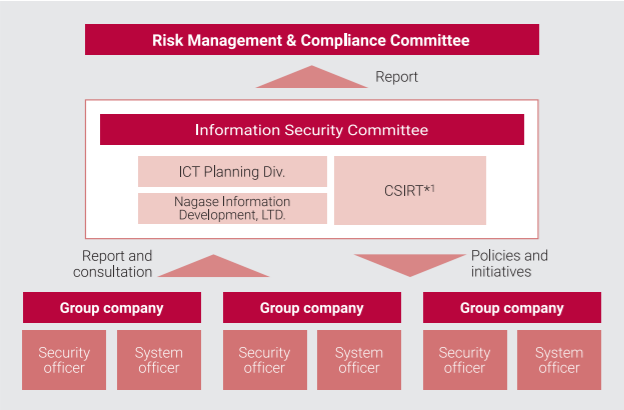 Risk Management & Compliance Committee
Report
Information Security Committee
ICT Planning Div.
Nagase Information
Development, LTD.
CSIRT*1
Report and
consultation
Policies and
initiatives
Group company
Group company
Group company
Security
officer
System
officer
Security
officer
System
officer
Security
officer
System
officer